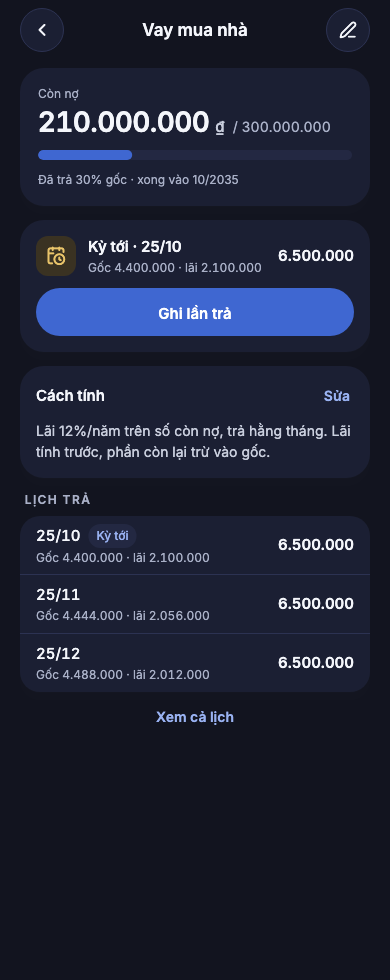 Vay mua nhà
Còn nợ
210.000.000 ₫ / 300.000.000
Đã trả 30% gốc · xong vào 10/2035
Kỳ tới · 25/10
6.500.000
Gốc 4.400.000 · lãi 2.100.000
Ghi lần trả
Cách tính
Sửa
Lãi 12%/năm trên số còn nợ, trả hằng tháng. Lãi
tính trước, phần còn lại trừ vào gốc.
LỊCH TRẢ
25/10 Kỳ tới
6.500.000
Gốc 4.400.000 · lãi 2.100.000
25/11
6.500.000
Gốc 4.444.000 · lãi 2.056.000
25/12
6.500.000
Gốc 4.488.000 · lãi 2.012.000
Xem cả lịch